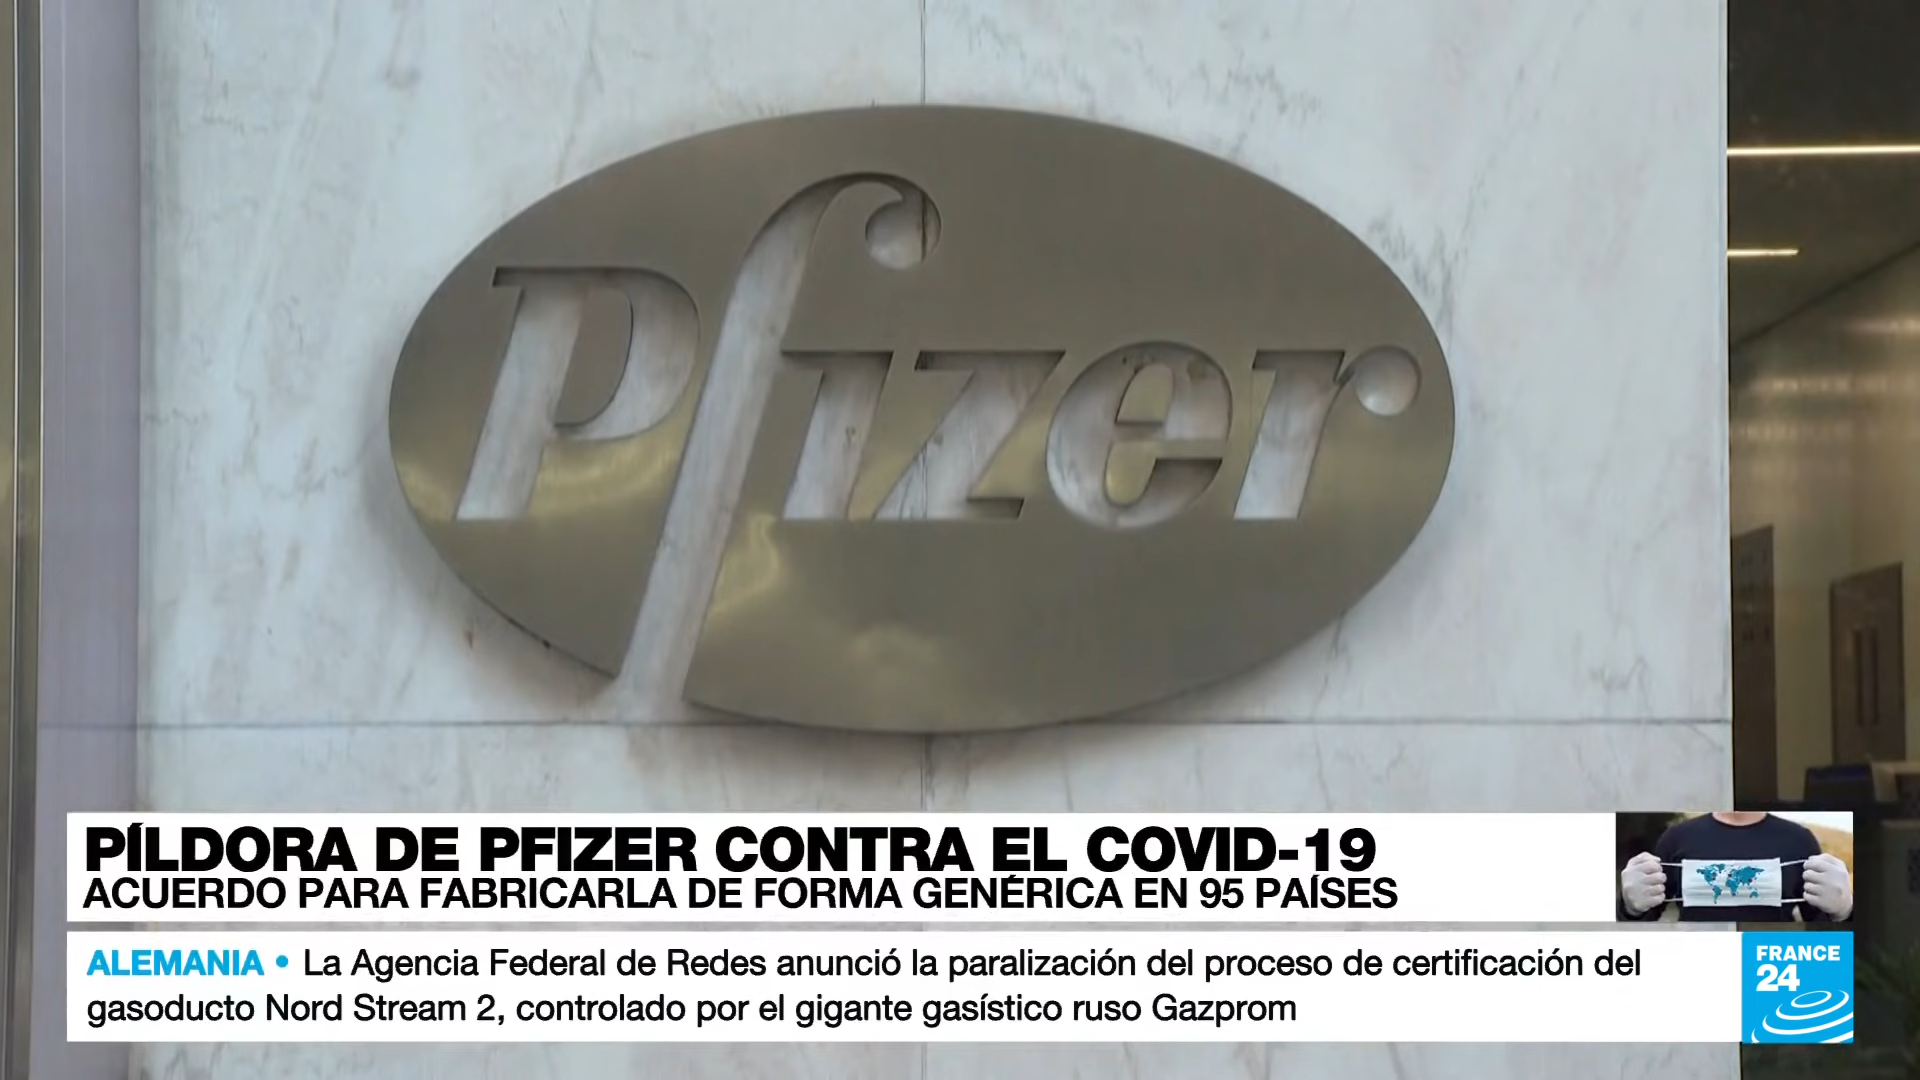 Pfizer
PÍLDORA DE PFIZER CONTRA EL COVID-19
ACUERDO PARA FABRICARLA DE FORMA GENÉRICA EN 95 PAÍSES
ALEMANIA • La Agencia Federal de Redes anunció la paralización del proceso de certificación del
gasoducto Nord Stream 2, controlado por el gigante gasístico ruso Gazprom
FRANCE
24